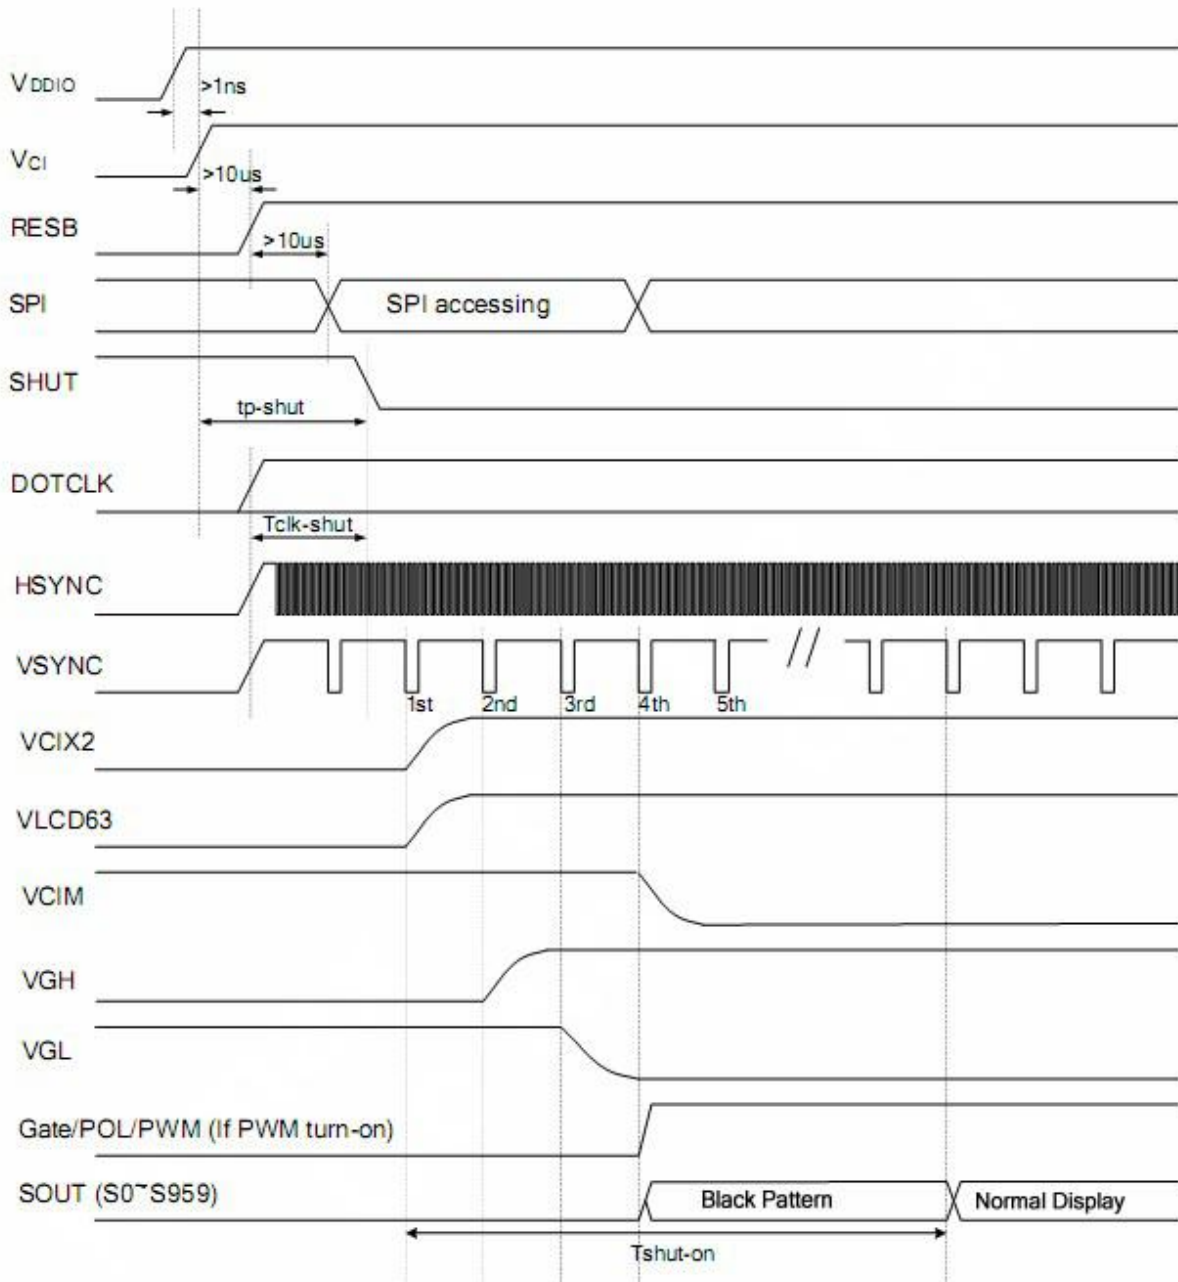 VDDIO
>1ns
VCI
>10us
RESB
>10us
SPI
SPI accessing
SHUT
tp-shut
DOTCLK
Tclk-shut
HSYNC
VSYNC
//
1st 2nd 3rd 4th 5th
VCIX2
VLCD63
VCIM
VGH
VGL
Gate/POL/PWM (If PWM turn-on)
SOUT (S0~S959)
Black Pattern
Normal Display
Tshut-on